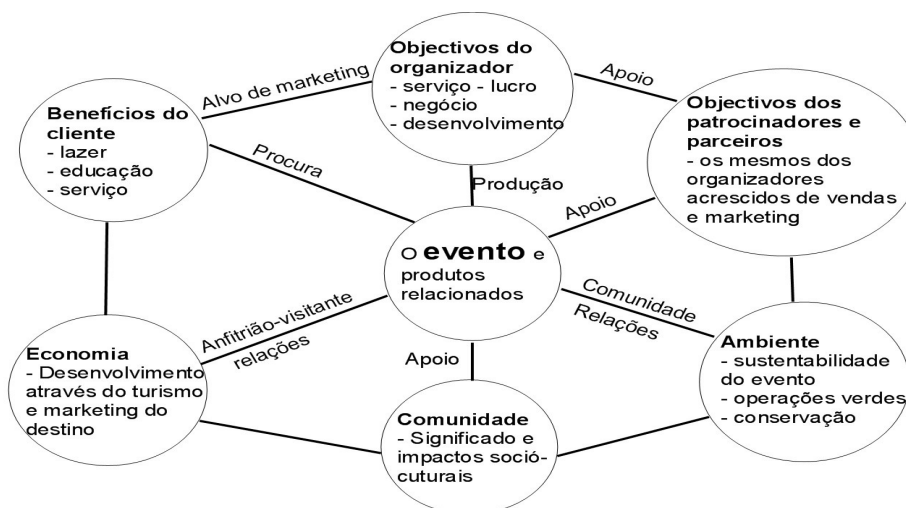 Objectivos do
organizador
- serviço - lucro
- negócio
- desenvolvimento
Alvo de marketing
Apoio
Benefícios do
cliente
- lazer
- educação
- serviço
Objectivos dos
patrocinadores e
parceiros
- os mesmos dos
organizadores
acrescidos de vendas
e marketing
Procura
Produção
Apoio
O evento e
produtos
relacionados
Anfitrião-visitante
relações
Comunidade
Relações
Apoio
Economia
- Desenvolvimento
através do turismo
e marketing do
destino
Comunidade
- Significado e
impactos sócio-
cuturais
Ambiente
- sustentabilidade
do evento
- operações verdes
- conservação